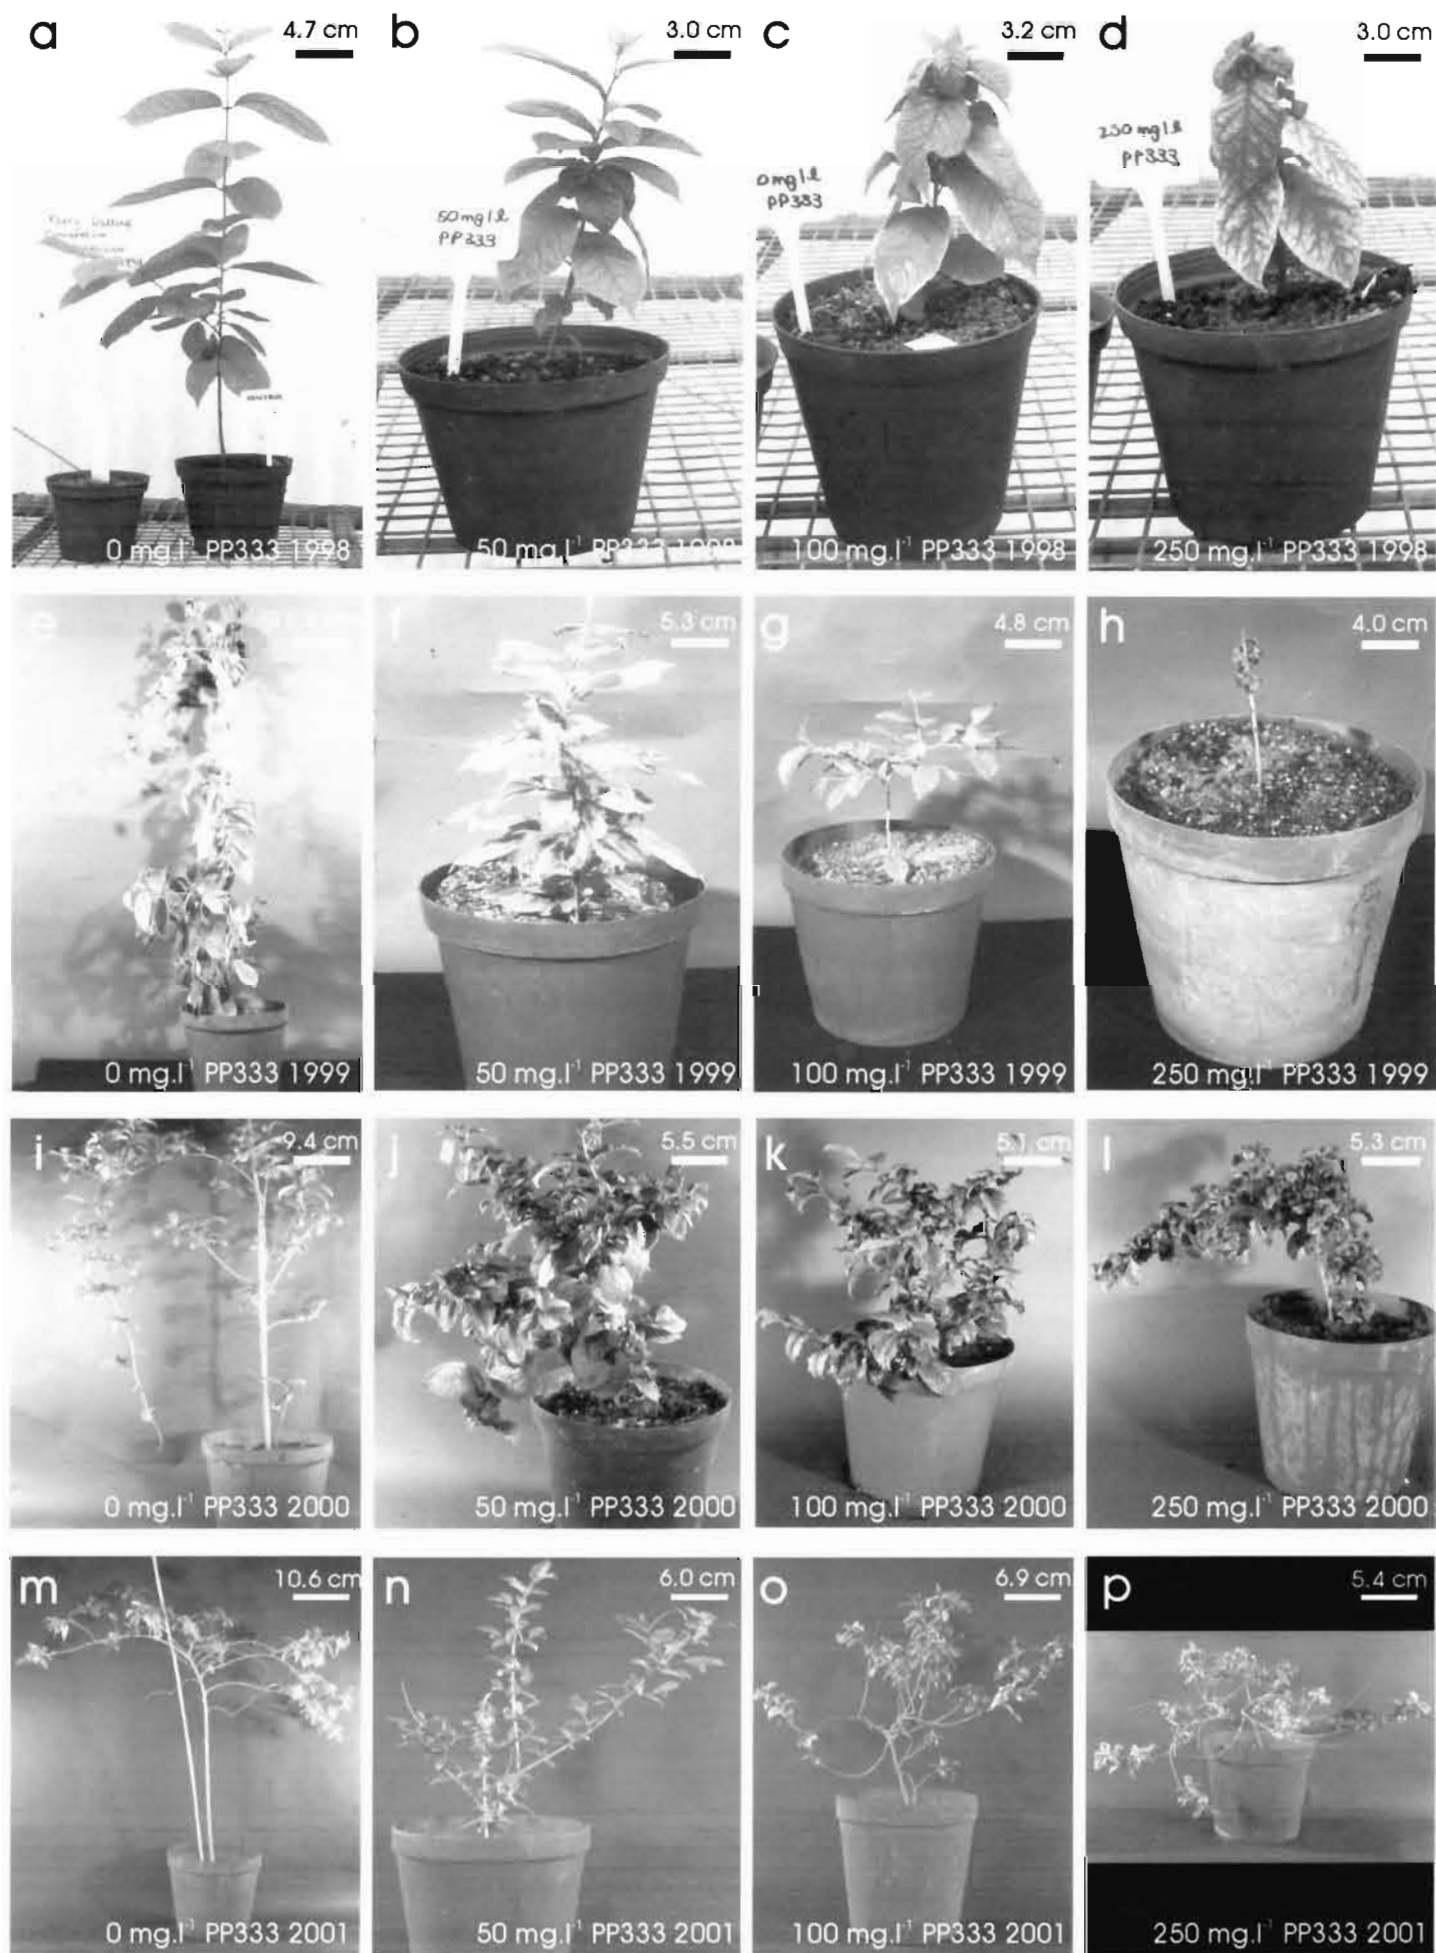 a
4.7 cm
CONTROL
0 mg.l⁻¹ PP333 1998
b
3.0 cm
50 mg/l
PP333
50 mg.l⁻¹ PP333 1998
c
3.2 cm
0 mg/l
PP333
100 mg.l⁻¹ PP333 1998
d
3.0 cm
250 mg/l
PP333
250 mg.l⁻¹ PP333 1998
e
0 mg.l⁻¹ PP333 1999
f
5.3 cm
50 mg.l⁻¹ PP333 1999
g
4.8 cm
100 mg.l⁻¹ PP333 1999
h
4.0 cm
250 mg.l⁻¹ PP333 1999
i
9.4 cm
0 mg.l⁻¹ PP333 2000
j
5.5 cm
50 mg.l⁻¹ PP333 2000
k
5.1 cm
100 mg.l⁻¹ PP333 2000
l
5.3 cm
250 mg.l⁻¹ PP333 2000
m
10.6 cm
0 mg.l⁻¹ PP333 2001
n
6.0 cm
50 mg.l⁻¹ PP333 2001
o
6.9 cm
100 mg.l⁻¹ PP333 2001
p
5.4 cm
250 mg.l⁻¹ PP333 2001